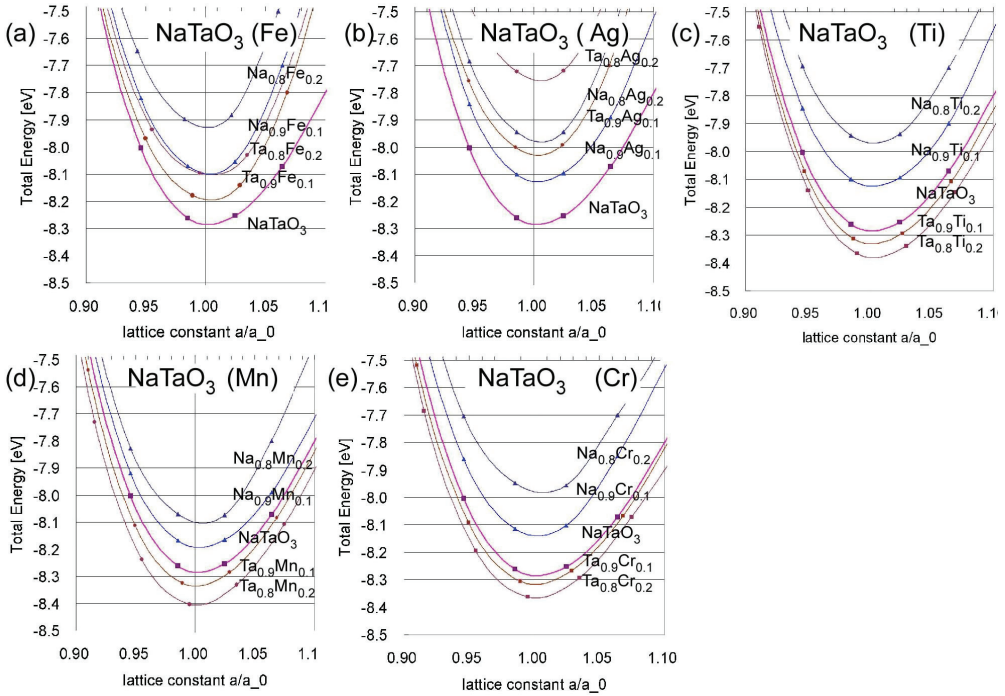 (a) NaTaO3 (Fe)
Total Energy [eV]
-7.5
-7.6
-7.7
-7.8
-7.9
-8.0
-8.1
-8.2
-8.3
-8.4
-8.5
Na0.8Fe0.2
Na0.9Fe0.1
Ta0.8Fe0.2
Ta0.9Fe0.1
NaTaO3
0.90 0.95 1.00 1.05 1.10
lattice constant a/a_0
(b) NaTaO3 (Ag)
Total Energy [eV]
-7.5
-7.6
-7.7
-7.8
-7.9
-8.0
-8.1
-8.2
-8.3
-8.4
-8.5
Ta0.8Ag0.2
Na0.8Ag0.2
Ta0.9Ag0.1
Na0.9Ag0.1
NaTaO3
0.90 0.95 1.00 1.05 1.10
lattice constant a/a_0
(c) NaTaO3 (Ti)
Total Energy [eV]
-7.5
-7.6
-7.7
-7.8
-7.9
-8.0
-8.1
-8.2
-8.3
-8.4
-8.5
Na0.8Ti0.2
Na0.9Ti0.1
NaTaO3
Ta0.9Ti0.1
Ta0.8Ti0.2
0.90 0.95 1.00 1.05 1.10
lattice constant a/a_0
(d) NaTaO3 (Mn)
Total Energy [eV]
-7.5
-7.6
-7.7
-7.8
-7.9
-8.0
-8.1
-8.2
-8.3
-8.4
-8.5
Na0.8Mn0.2
Na0.9Mn0.1
NaTaO3
Ta0.9Mn0.1
Ta0.8Mn0.2
0.90 0.95 1.00 1.05 1.10
lattice constant a/a_0
(e) NaTaO3 (Cr)
Total Energy [eV]
-7.5
-7.6
-7.7
-7.8
-7.9
-8.0
-8.1
-8.2
-8.3
-8.4
-8.5
Na0.8Cr0.2
Na0.9Cr0.1
NaTaO3
Ta0.9Cr0.1
Ta0.8Cr0.2
0.90 0.95 1.00 1.05 1.10
lattice constant a/a_0